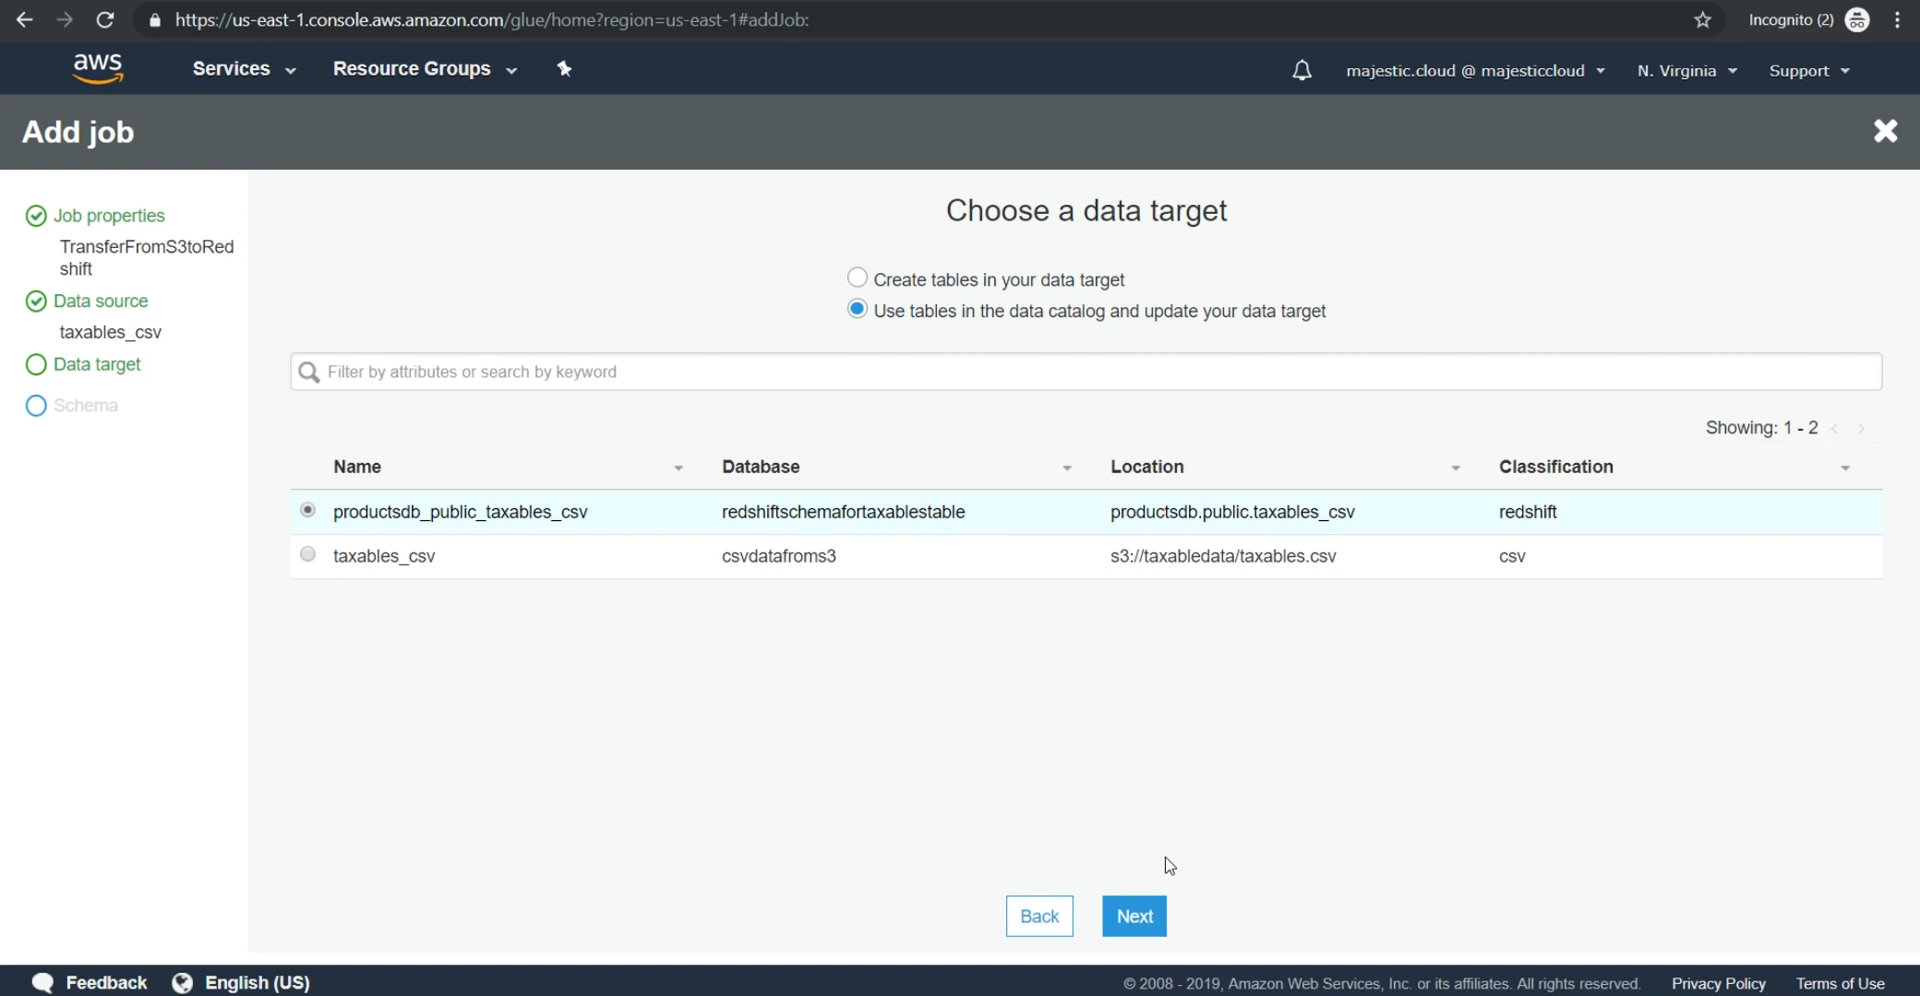 https://us-east-1.console.aws.amazon.com/glue/home?region=us-east-1#addJob:
Incognito (2)
aws
Services
Resource Groups
majestic.cloud @ majesticcloud
N. Virginia
Support
Add job
Job properties
TransferFromS3toRed
shift
Data source
taxables_csv
Data target
Schema
Choose a data target
Create tables in your data target
Use tables in the data catalog and update your data target
Filter by attributes or search by keyword
Showing: 1 - 2
Name Database Location Classification
productsdb_public_taxables_csv redshiftschemafortaxablestable productsdb.public.taxables_csv redshift
taxables_csv csvdatafroms3 s3://taxabledata/taxables.csv csv
Back
Next
Feedback
English (US)
© 2008 - 2019, Amazon Web Services, Inc. or its affiliates. All rights reserved.
Privacy Policy
Terms of Use